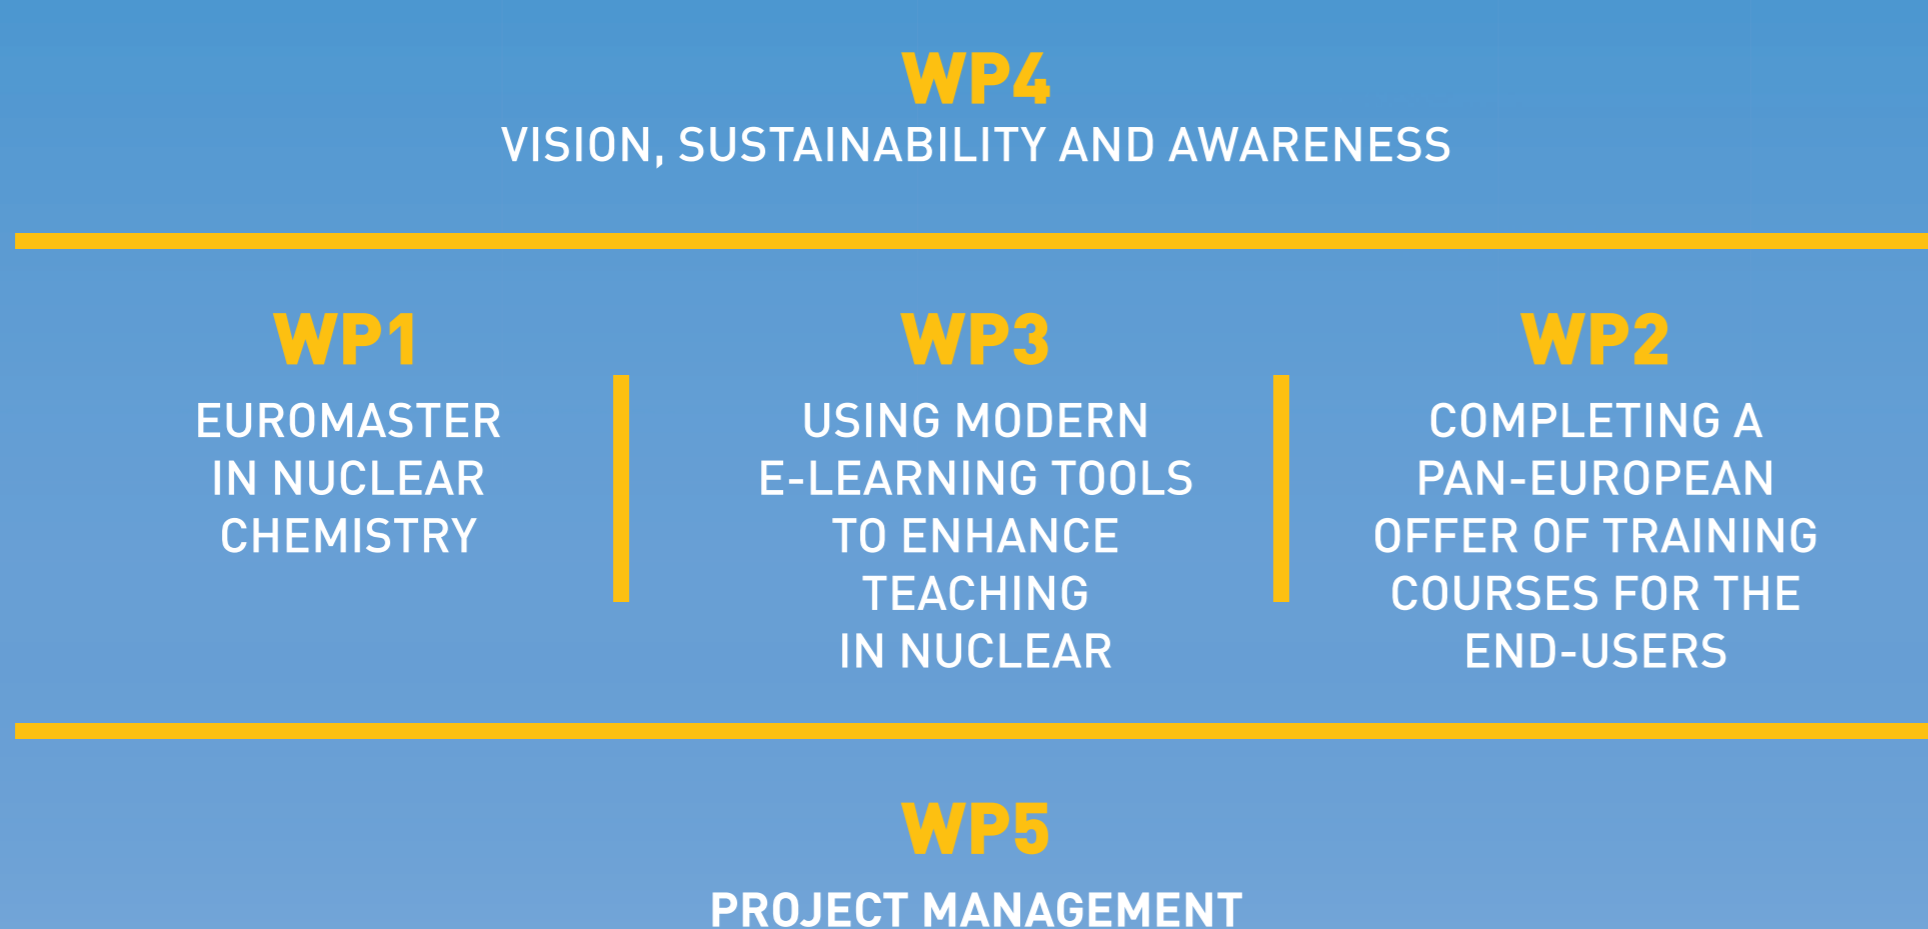 WP4
VISION, SUSTAINABILITY AND AWARENESS
WP1
EUROMASTER
IN NUCLEAR
CHEMISTRY
WP3
USING MODERN
E-LEARNING TOOLS
TO ENHANCE
TEACHING
IN NUCLEAR
WP2
COMPLETING A
PAN-EUROPEAN
OFFER OF TRAINING
COURSES FOR THE
END-USERS
WP5
PROJECT MANAGEMENT